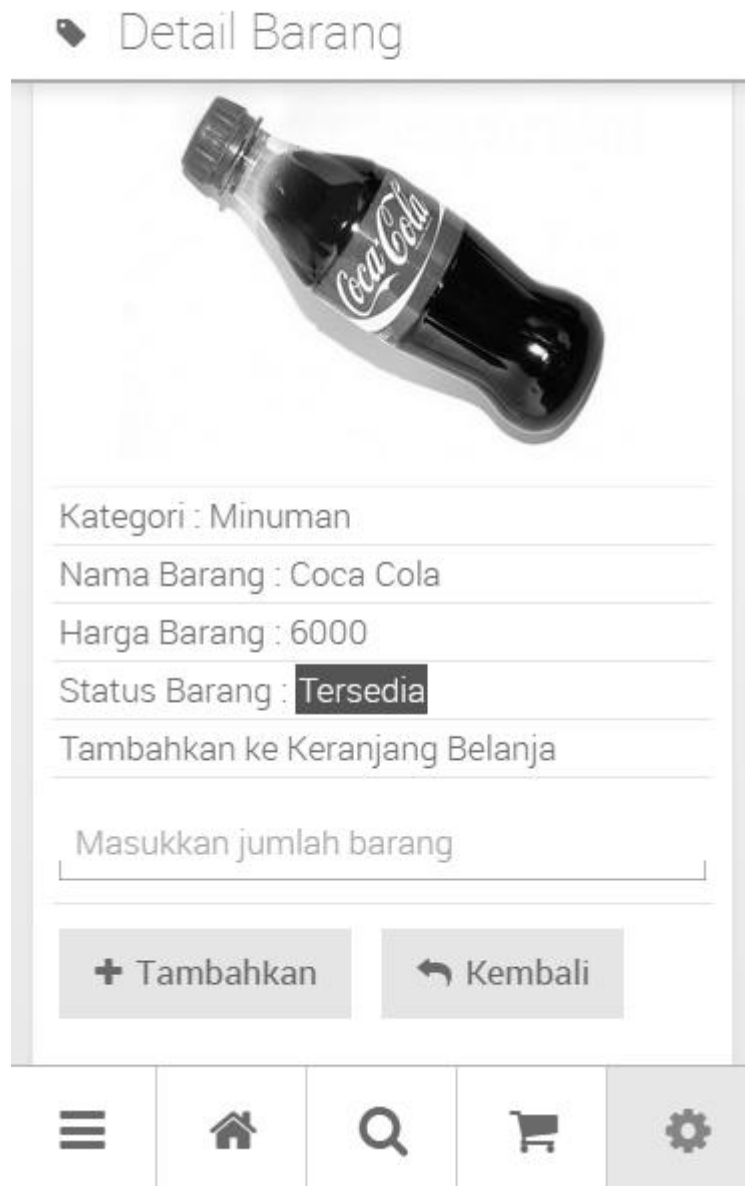 Detail Barang
Coca-Cola
Kategori : Minuman
Nama Barang : Coca Cola
Harga Barang : 6000
Status Barang : Tersedia
Tambahkan ke Keranjang Belanja
Masukkan jumlah barang
Tambahkan Kembali